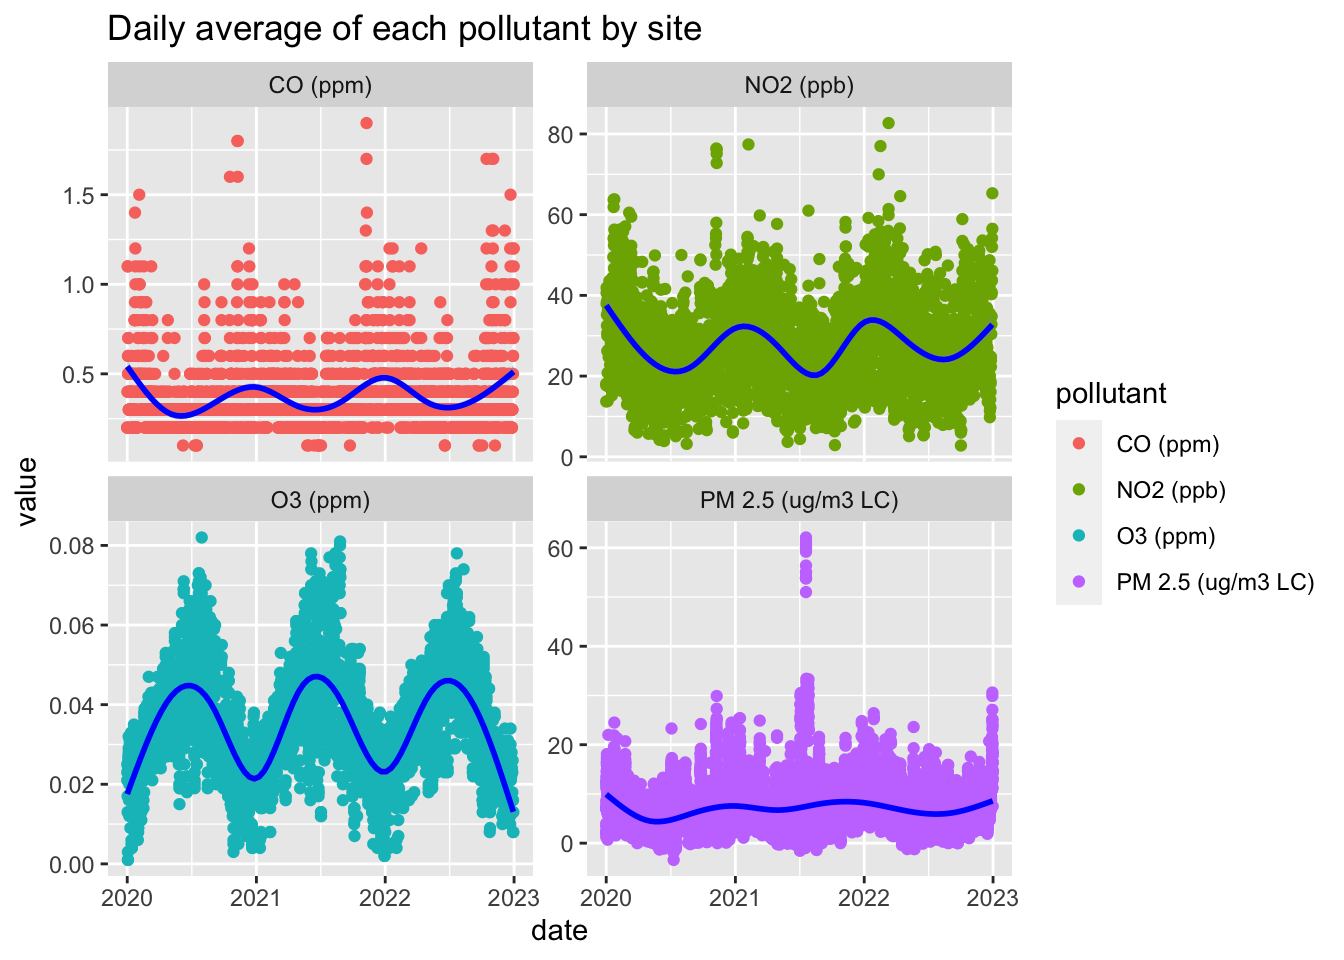 Daily average of each pollutant by site
CO (ppm)
NO2 (ppb)
1.5
1.0
0.5
80
60
40
20
0
value
O3 (ppm)
PM 2.5 (ug/m3 LC)
0.08
0.06
0.04
0.02
0.00
60
40
20
0
2020
2021
2022
2023
2020
2021
2022
2023
date
pollutant
CO (ppm)
NO2 (ppb)
O3 (ppm)
PM 2.5 (ug/m3 LC)